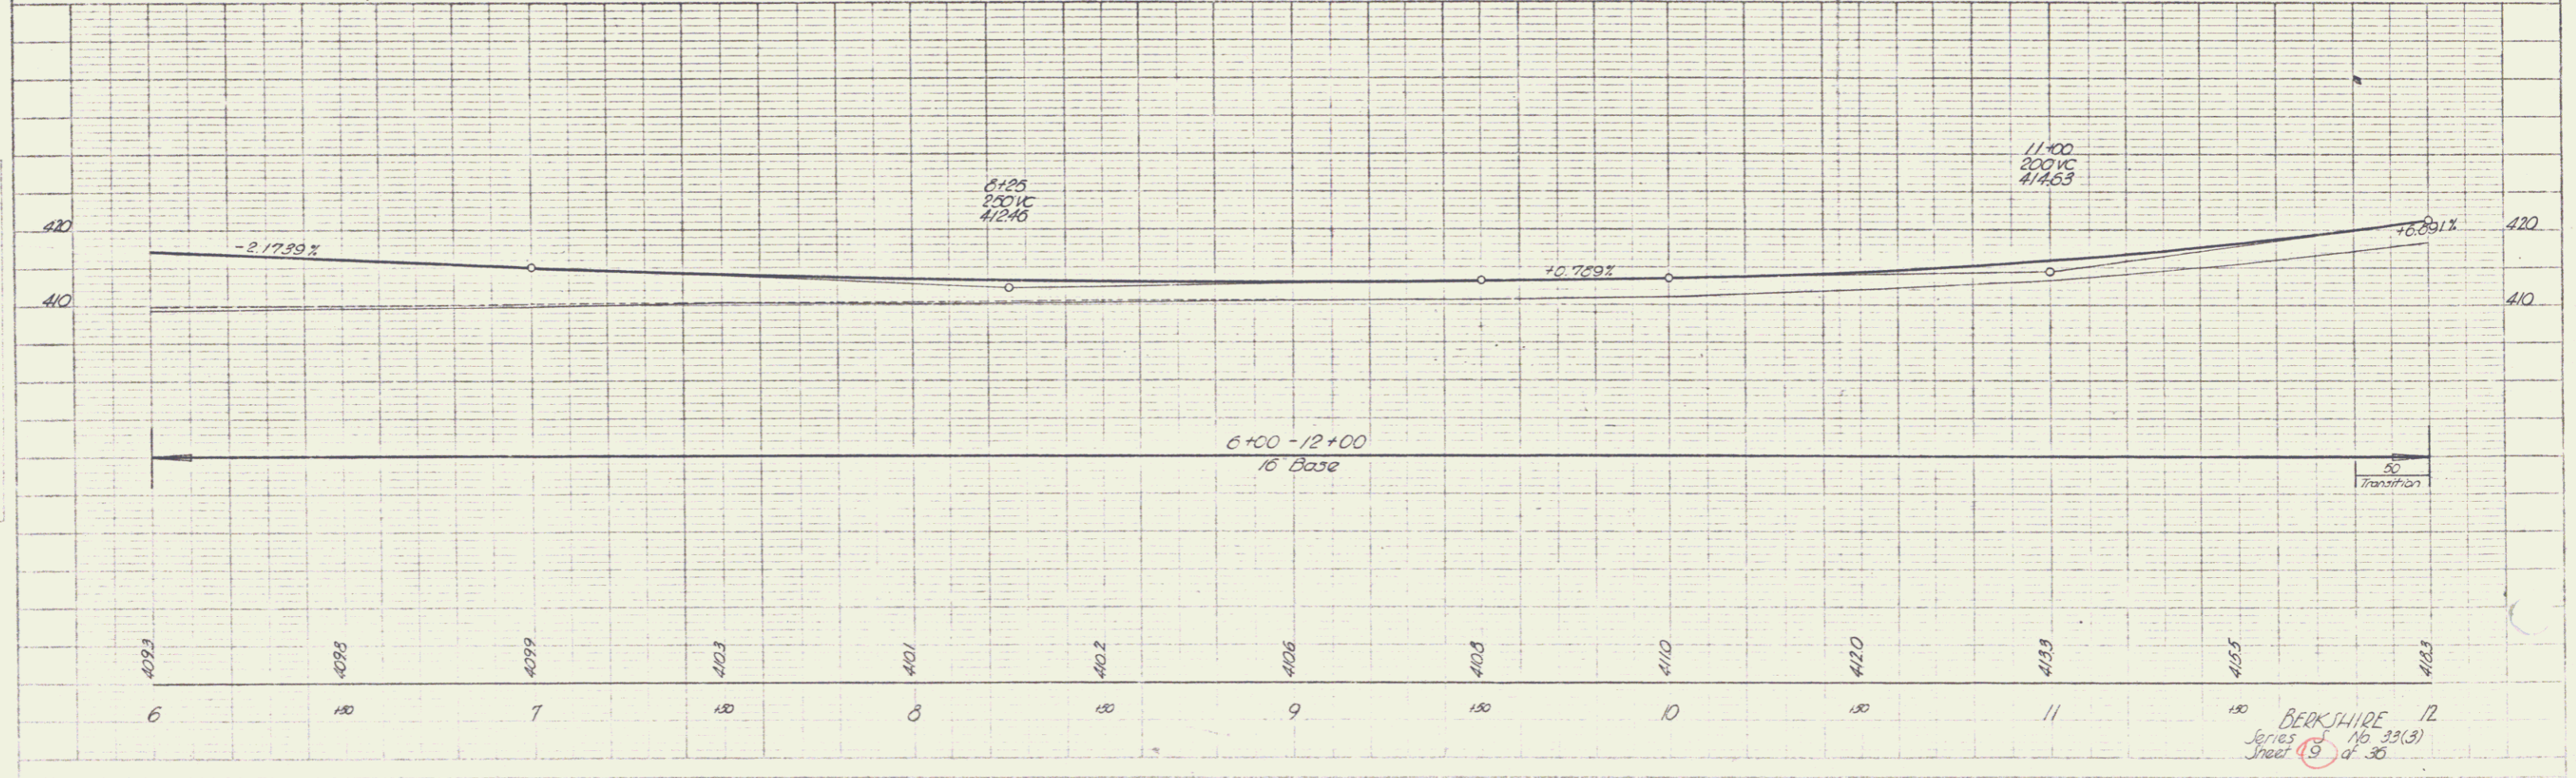 11+00
200 VC
414.63
8+25
250 VC
412.46
420
-2.1739%
+6.891%
420
410
+0.789%
410
6+00 - 12+00
16' Base
50
Transition
409.3 409.8 409.9 410.3 410.1 410.2 410.6 410.8 411.0 412.0 413.3 415.5 418.3
6 +50 7 +50 8 +50 9 +50 10 +50 11 +50 12
BERKSHIRE
Series S No 33(3)
Sheet 9 of 36